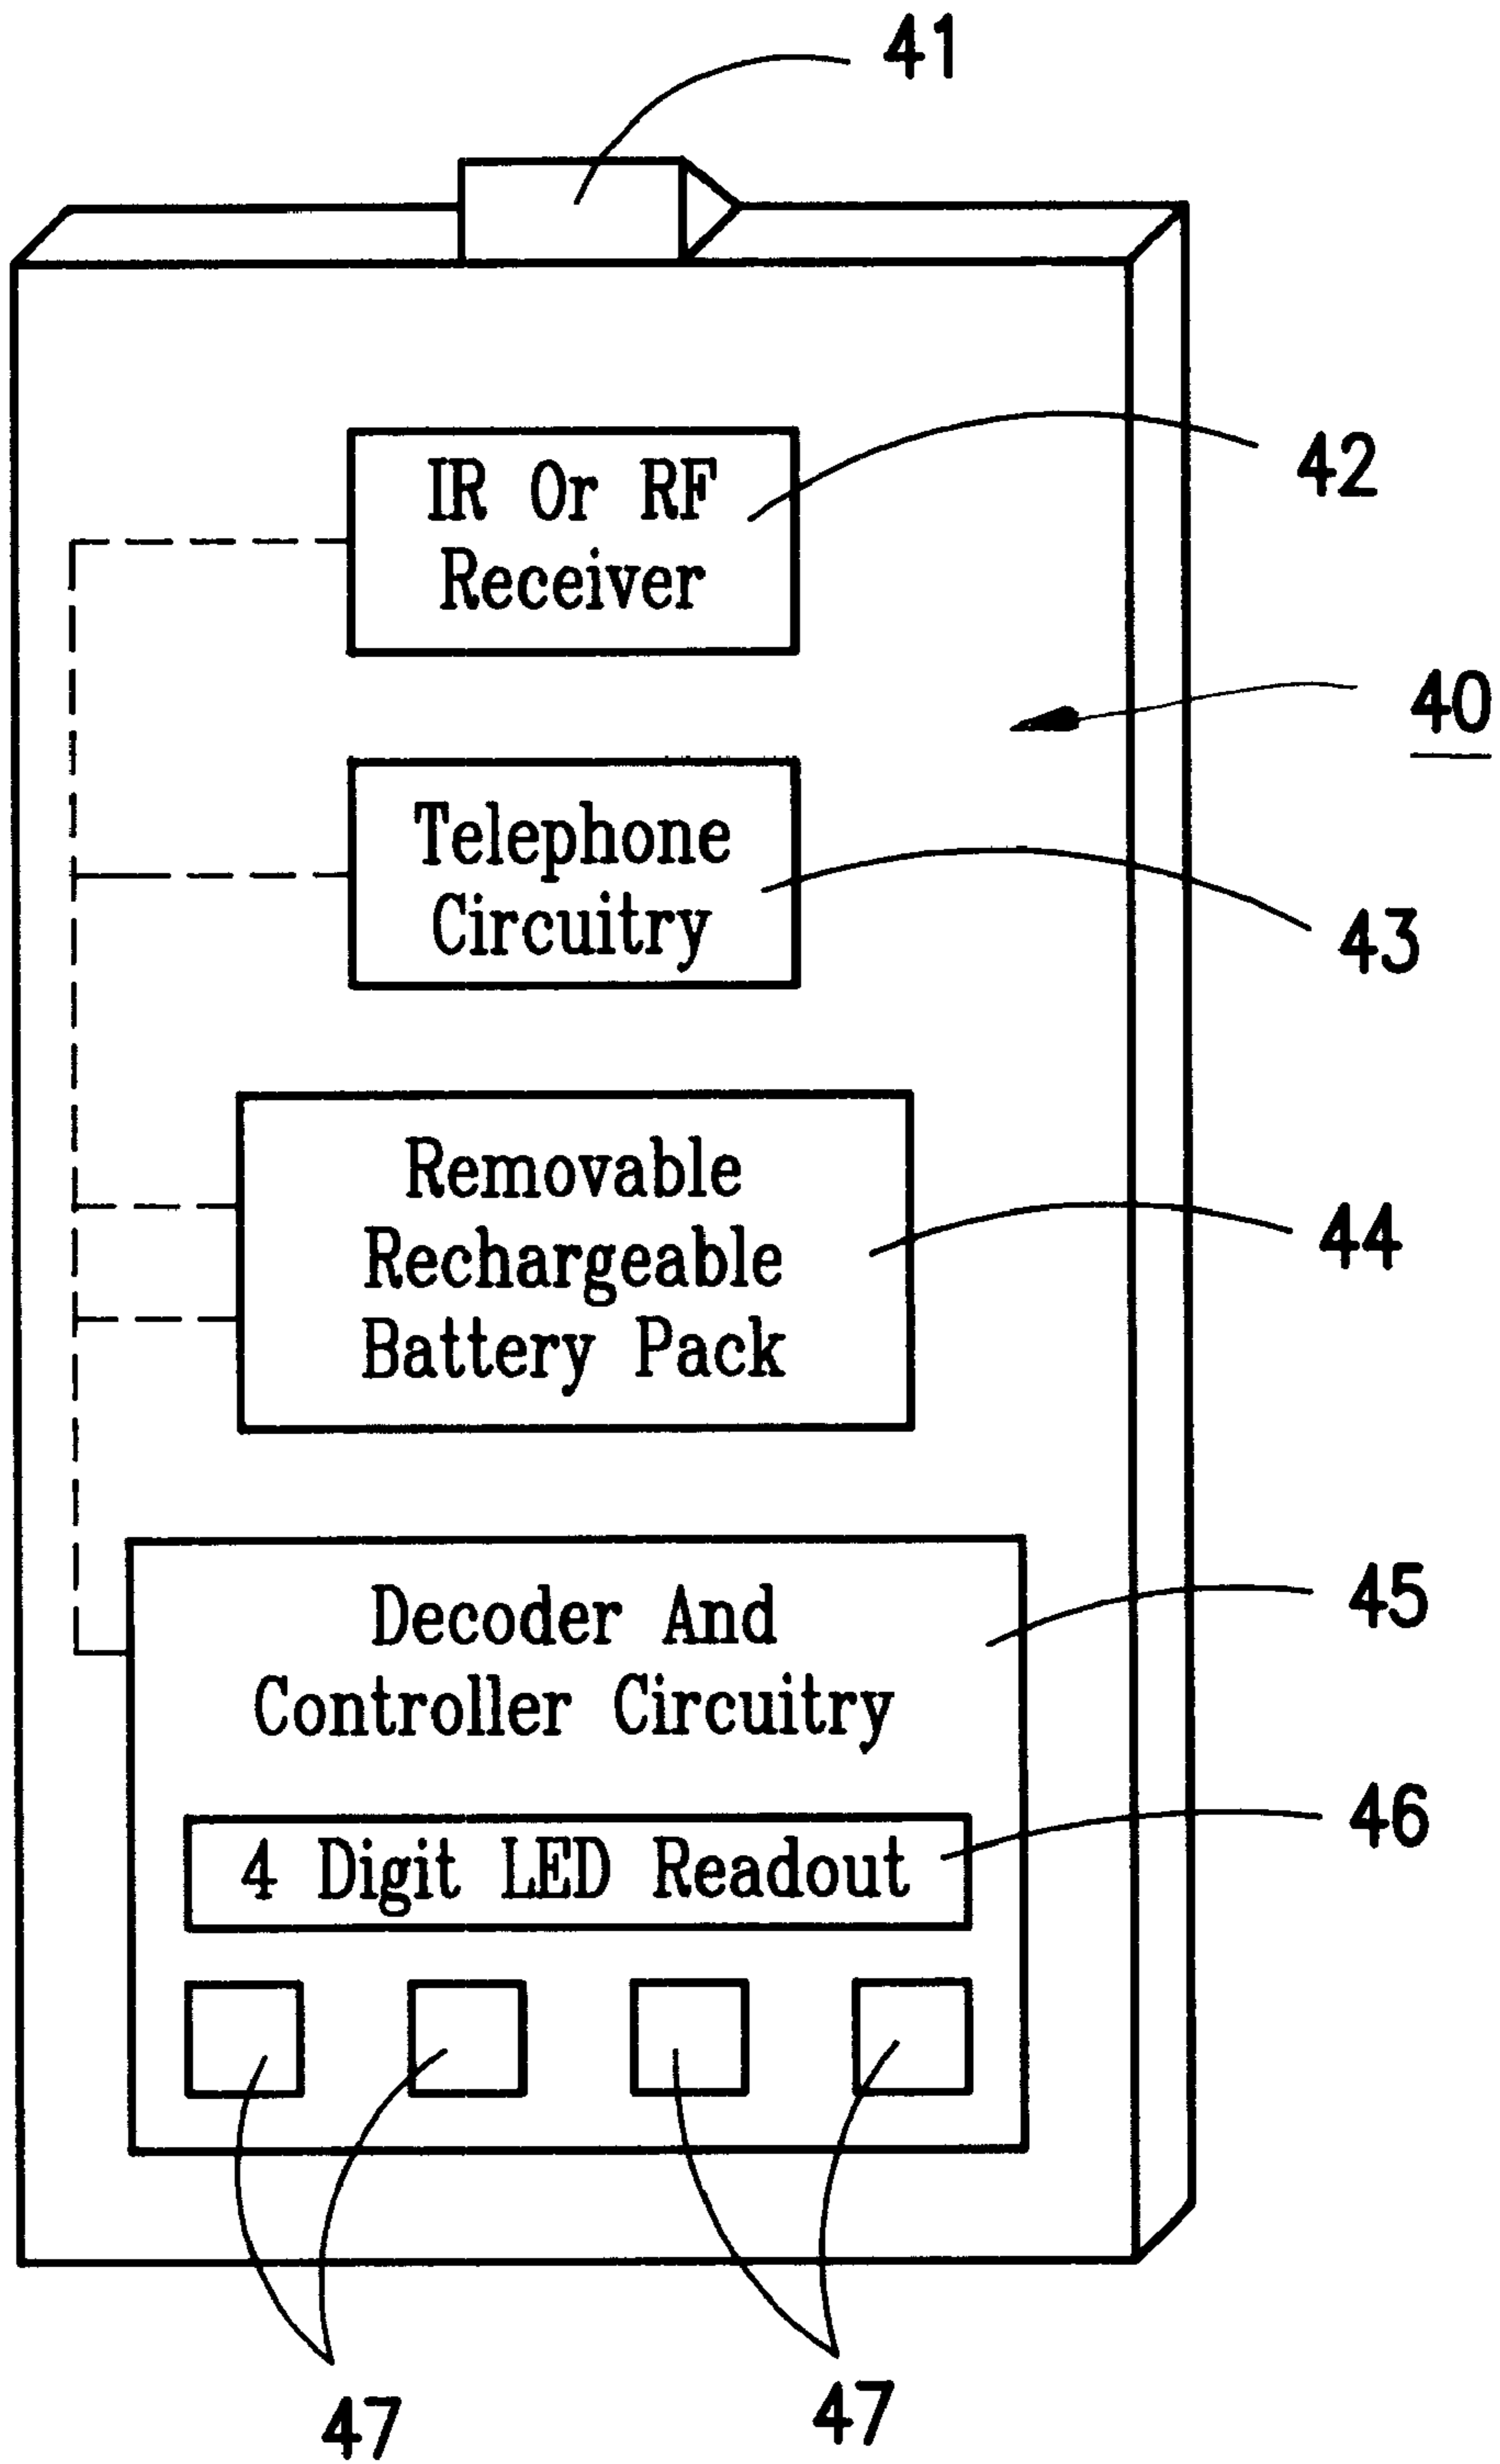 41
IR Or RF
Receiver
42
40
Telephone
Circuitry
43
Removable
Rechargeable
Battery Pack
44
Decoder And
Controller Circuitry
45
4 Digit LED Readout
46
47
47